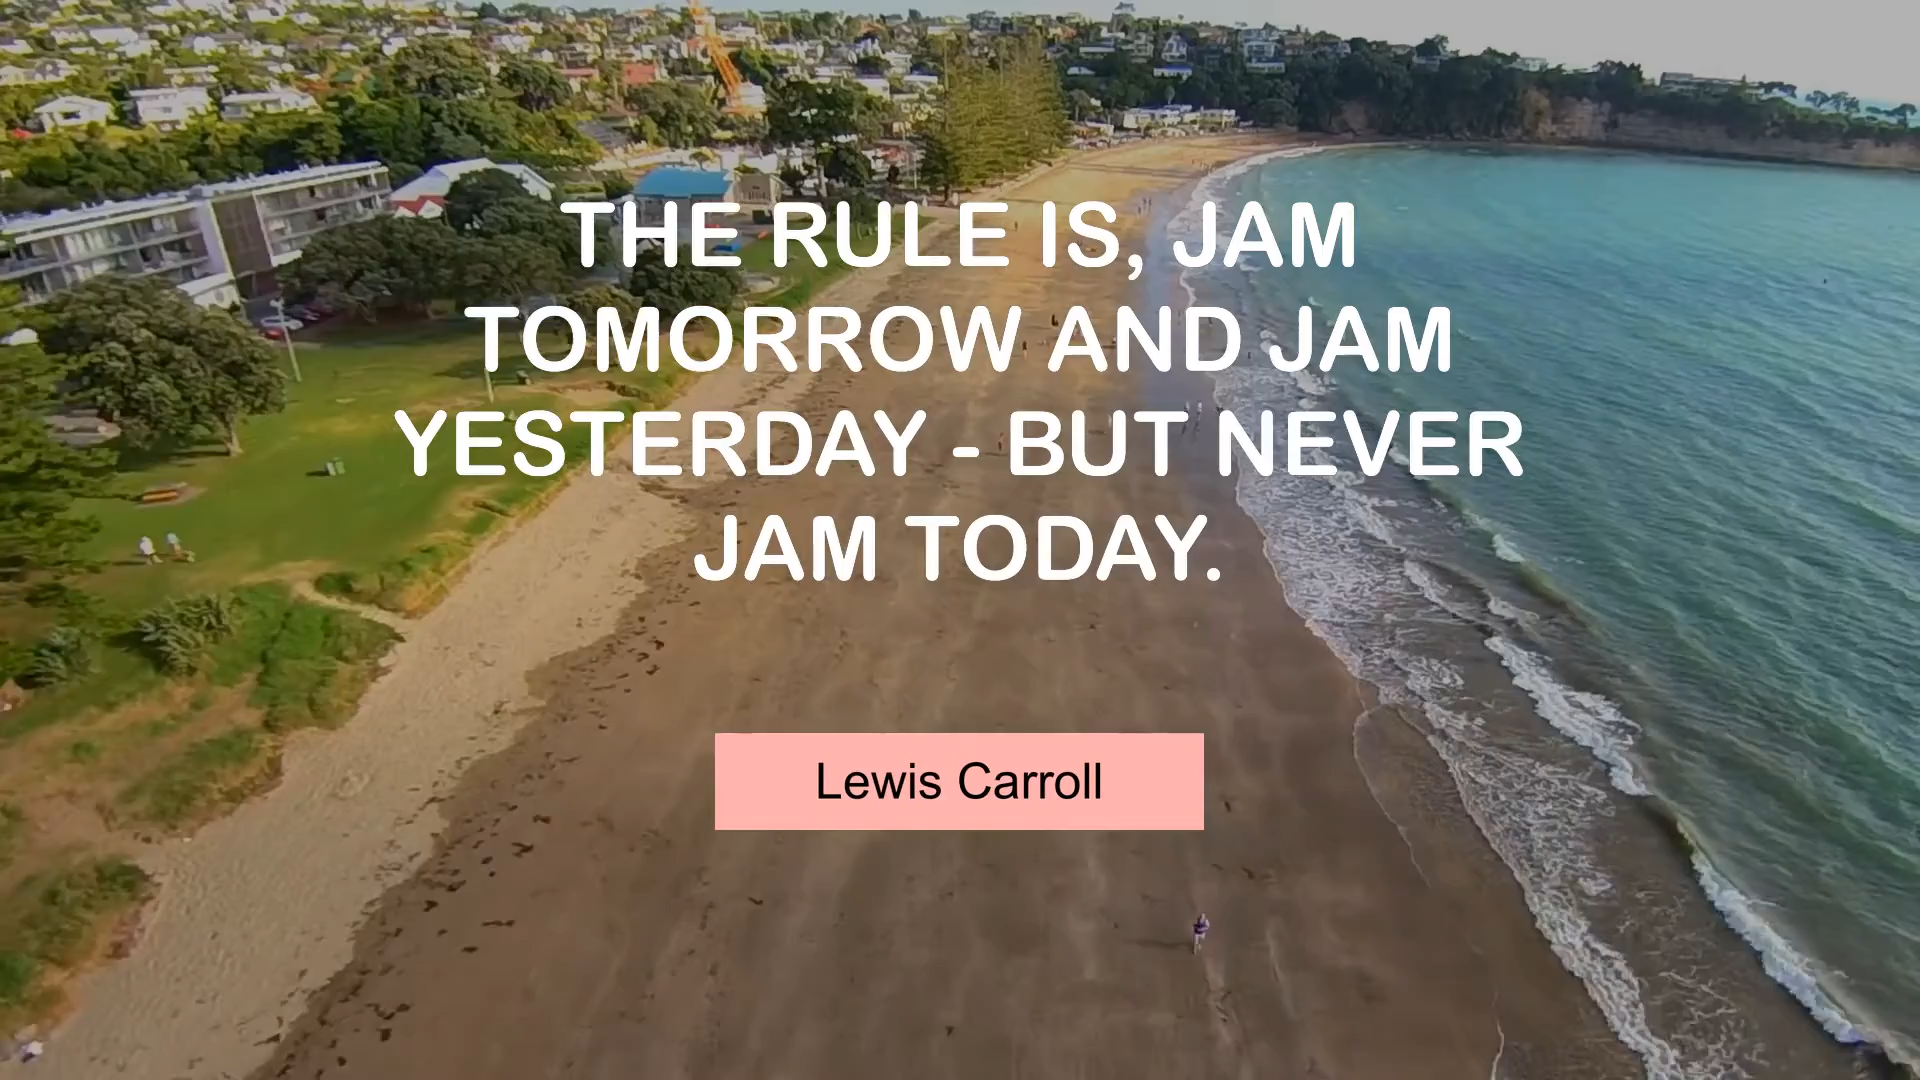 THE RULE IS, JAM
TOMORROW AND JAM
YESTERDAY - BUT NEVER
JAM TODAY.
Lewis Carroll